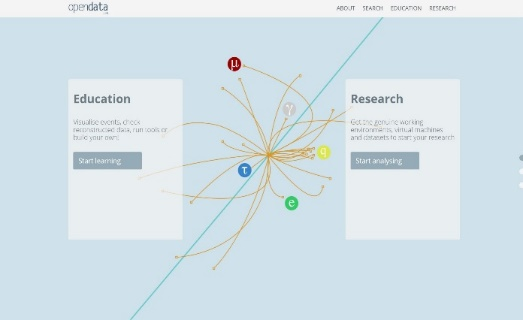 opendata
ABOUT SEARCH EDUCATION RESEARCH
μ
γ
q
τ
e
Education
Visualise events, check
reconstructed data, run tools or
build your own!
Start learning
Research
Get the genuine working
environments, virtual machines
and datasets to start your research
Start analysing